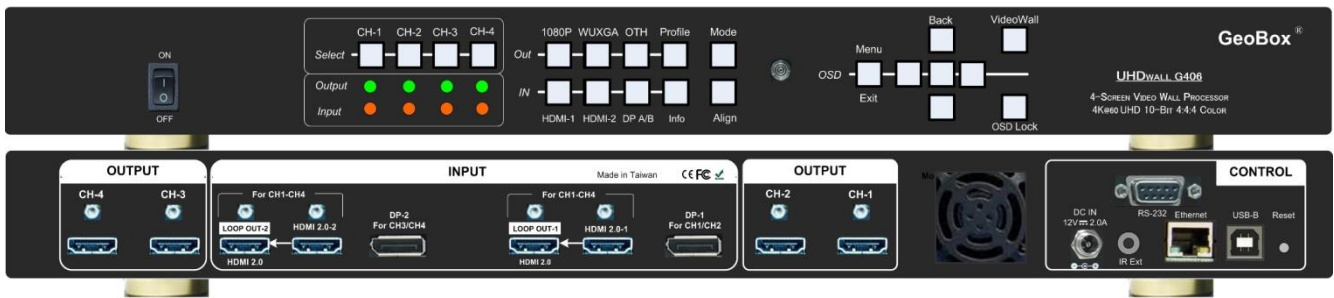 CH-1 CH-2 CH-3 CH-4 1080P WUXGA OTH Profile Mode Back VideoWall
GeoBox ®
ON Select Out Menu
OSD
Output UHDWALL G406
Input IN Exit 4-SCREEN VIDEO WALL PROCESSOR
OFF HDMI-1 HDMI-2 DP A/B Info Align OSD Lock 4K@60 UHD 10-BIT 4:4:4 COLOR
OUTPUT INPUT Made in Taiwan CE FC OUTPUT CONTROL
CH-4 CH-3 For CH1-CH4 For CH1-CH4 CH-2 CH-1
DP-2 DP-1 DC IN RS-232 Ethernet USB-B Reset
LOOP OUT-2 HDMI 2.0-2 For CH3/CH4 LOOP OUT-1 HDMI 2.0-1 For CH1/CH2 12V 2.0A
HDMI 2.0 HDMI 2.0 IR Ext